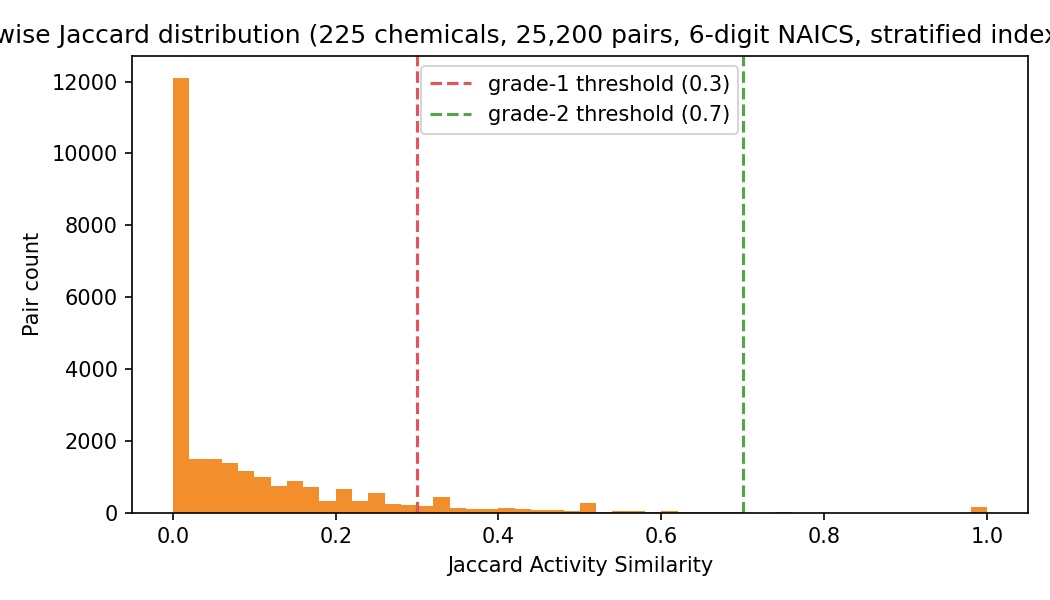 wise Jaccard distribution (225 chemicals, 25,200 pairs, 6-digit NAICS, stratified index
grade-1 threshold (0.3)
grade-2 threshold (0.7)
Pair count
12000
10000
8000
6000
4000
2000
0
0.0 0.2 0.4 0.6 0.8 1.0
Jaccard Activity Similarity